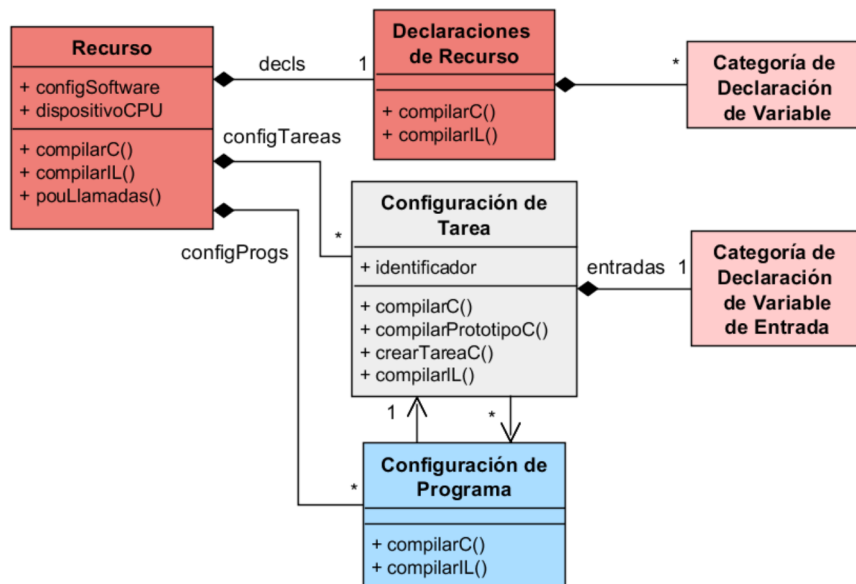 Recurso
+ configSoftware
+ dispositivoCPU
+ compilarC()
+ compilarIL()
+ pouLlamadas()
decls
1
Declaraciones
de Recurso
+ compilarC()
+ compilarIL()
*
Categoría de
Declaración
de Variable
configTareas
*
configProgs
*
Configuración de
Tarea
+ identificador
+ compilarC()
+ compilarPrototipoC()
+ crearTareaC()
+ compilarIL()
entradas 1
Categoría de
Declaración
de Variable
de Entrada
1
*
Configuración de
Programa
+ compilarC()
+ compilarIL()